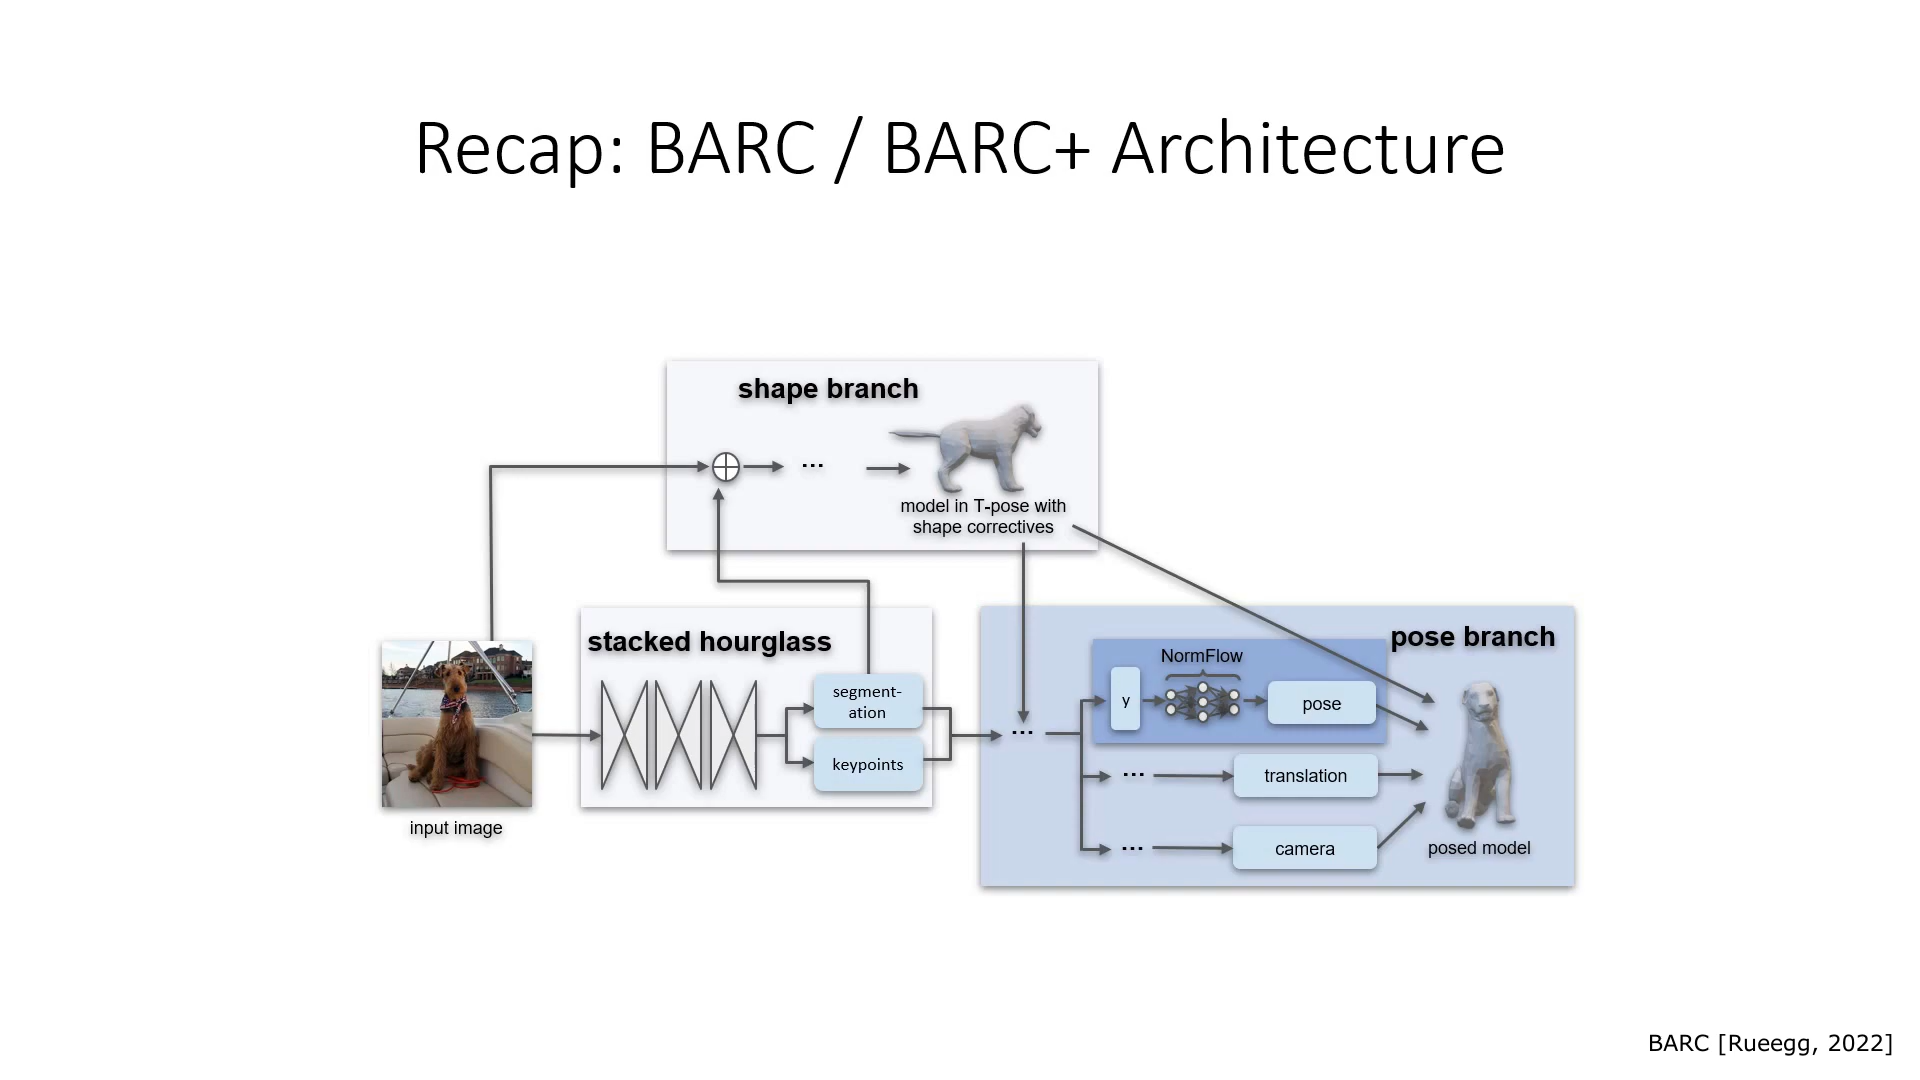 Recap: BARC / BARC+ Architecture
shape branch
...
model in T-pose with
shape correctives
stacked hourglass
segment-
ation
keypoints
input image
...
pose branch
NormFlow
y
pose
...
translation
...
camera
posed model
BARC [Rueegg, 2022]